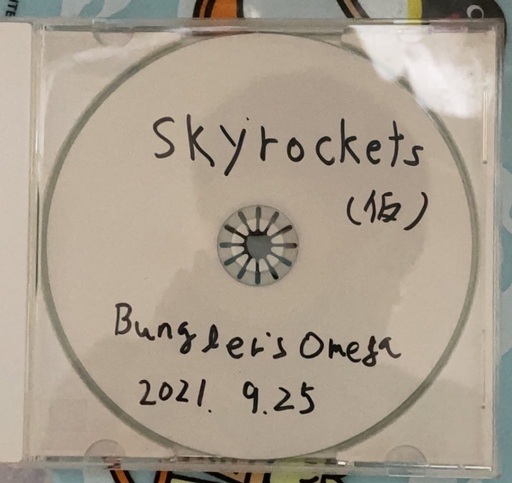 Skyrockets
(仮)
Bungler's Omega
2021. 9.25